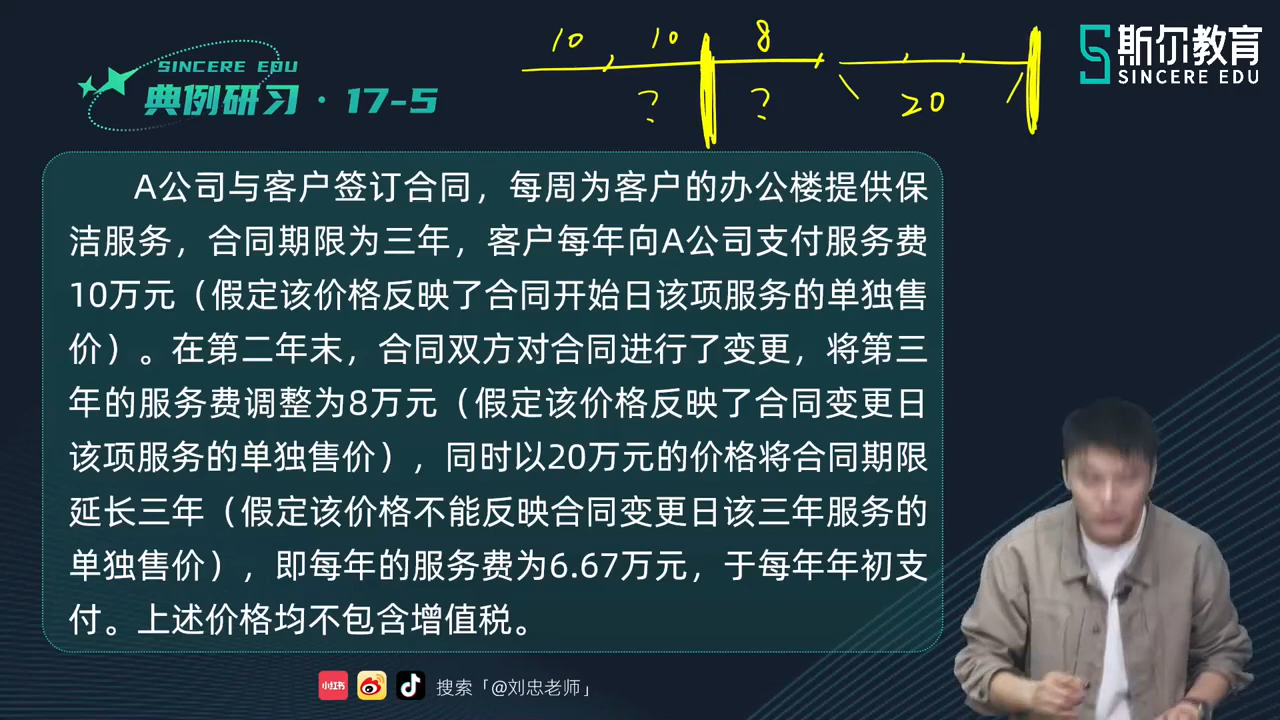 10 10 8
? ? 20
斯尔教育
SINCERE EDU
SINCERE EDU
典例研习·17-5
A公司与客户签订合同，每周为客户的办公楼提供保
洁服务，合同期限为三年，客户每年向A公司支付服务费
10万元（假定该价格反映了合同开始日该项服务的单独售
价）。在第二年末，合同双方对合同进行了变更，将第三
年的服务费调整为8万元（假定该价格反映了合同变更日
该项服务的单独售价），同时以20万元的价格将合同期限
延长三年（假定该价格不能反映合同变更日该三年服务的
单独售价），即每年的服务费为6.67万元，于每年年初支
付。上述价格均不包含增值税。
小红书
搜索「@刘忠老师」